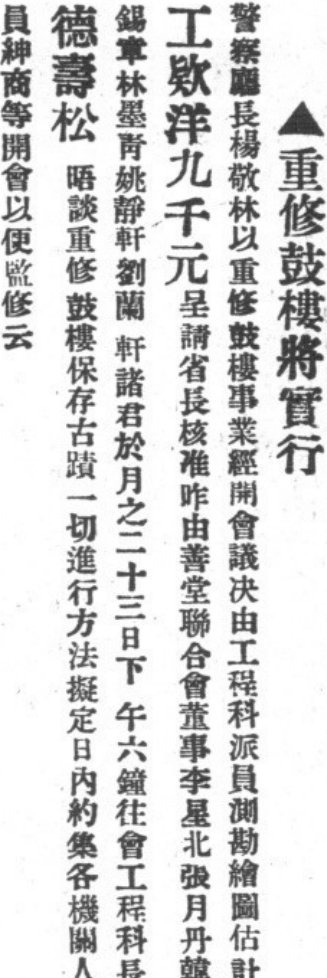 ▲重修鼓樓將實行
警察廳長楊敬林以重修鼓樓事業經開會議决由工程科派員測勘繪圖估計
工欵洋九千元呈請省長核准昨由善堂聯合會董事李星北張月丹韓
錫章林墨青姚靜軒劉蘭軒諸君於月之二十三日下午六鐘往會工程科長
德壽松晤談重修鼓樓保存古蹟一切進行方法擬定日內約集各機關人
員紳商等開會以便監修云